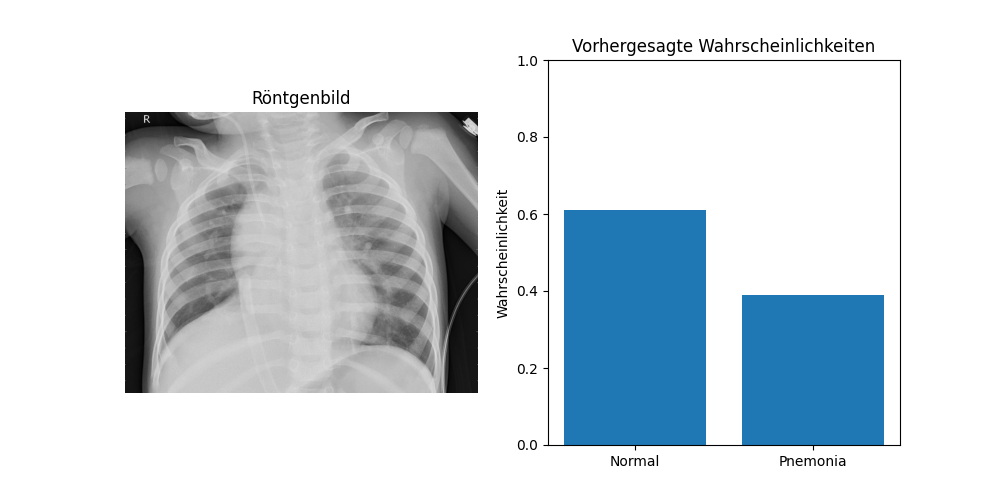 Röntgenbild
R
Vorhergesagte Wahrscheinlichkeiten
Wahrscheinlichkeit
1.0
0.8
0.6
0.4
0.2
0.0
Normal
Pnemonia